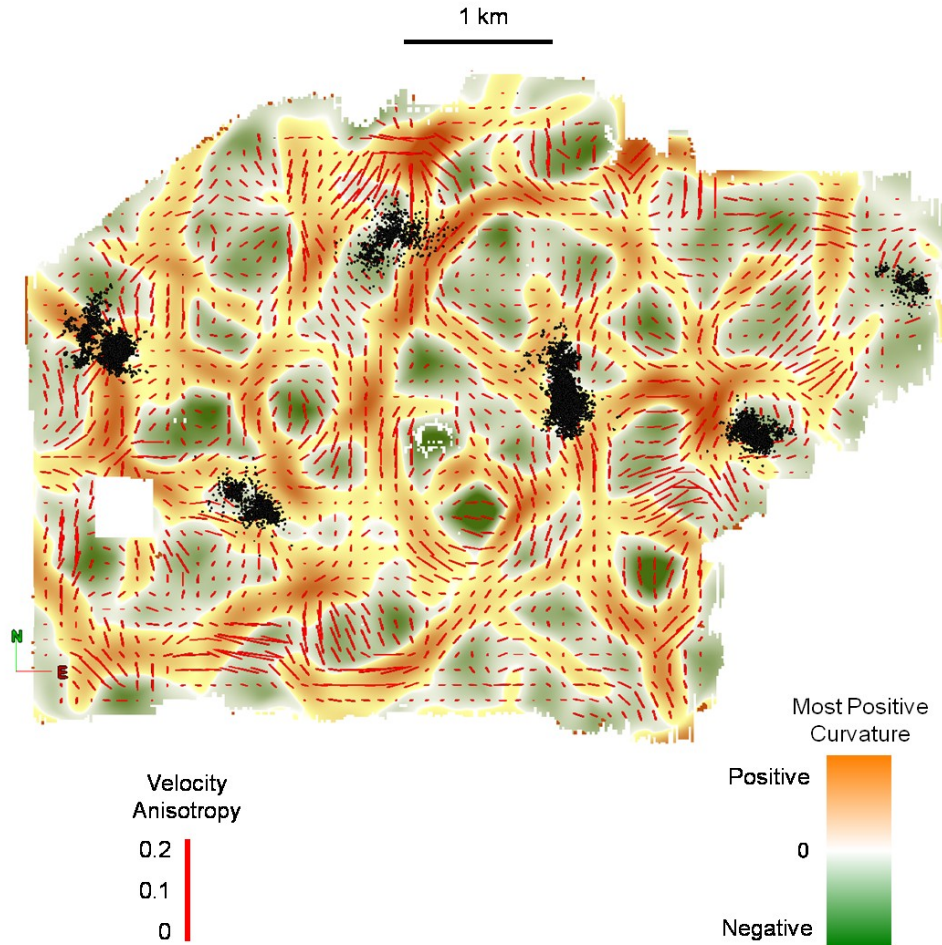 1 km
N
E
Velocity
Anisotropy
0.2
0.1
0
Most Positive
Curvature
Positive
0
Negative